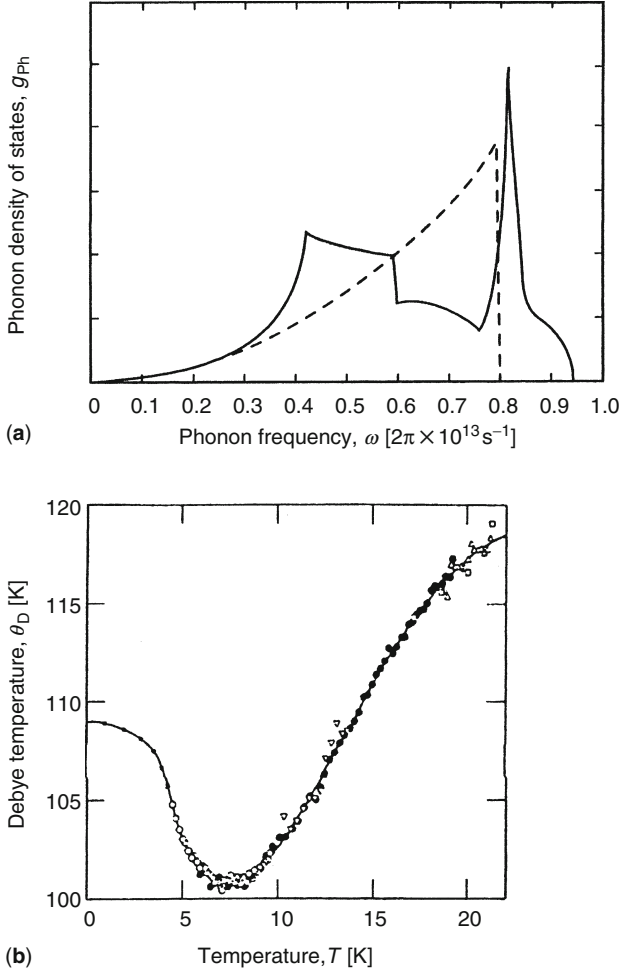 Phonon density of states, g_Ph
0 0.1 0.2 0.3 0.4 0.5 0.6 0.7 0.8 0.9 1.0
(a)
Phonon frequency, ω [2π × 10¹³ s⁻¹]
120
115
110
105
100
Debye temperature, θ_D [K]
0 5 10 15 20
(b)
Temperature, T [K]